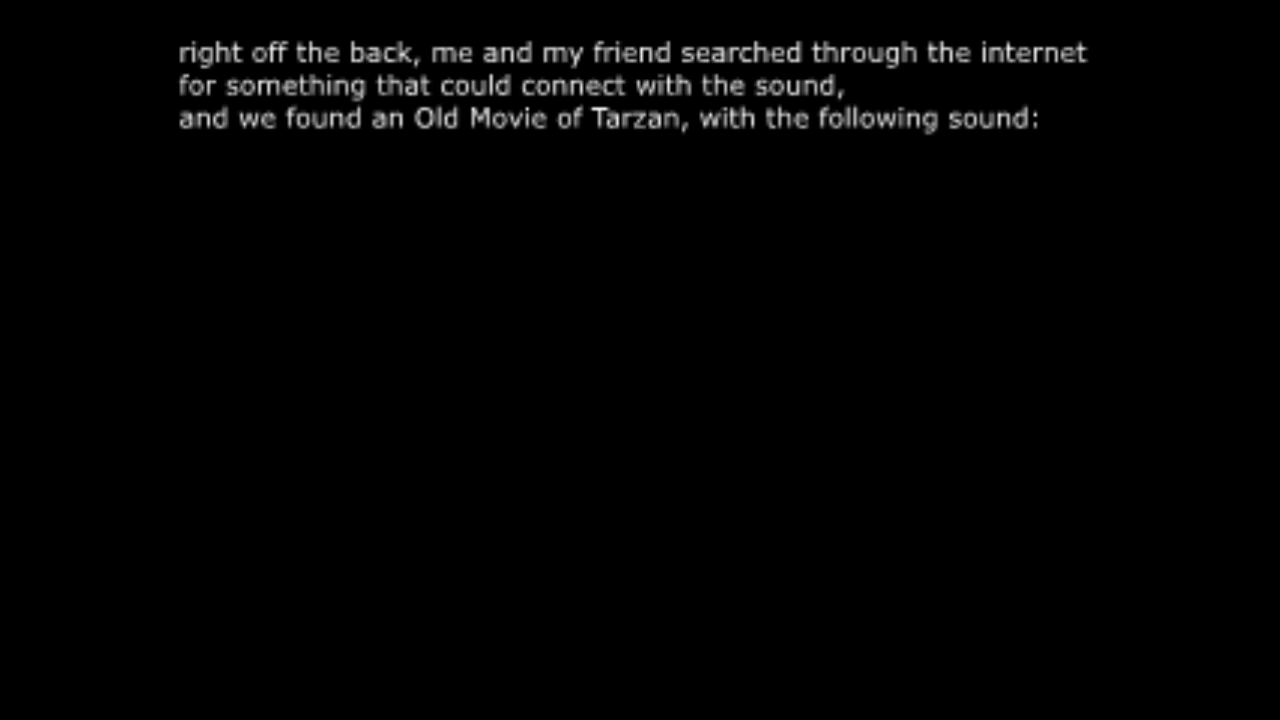 right off the back, me and my friend searched through the internet
for something that could connect with the sound,
and we found an Old Movie of Tarzan, with the following sound: